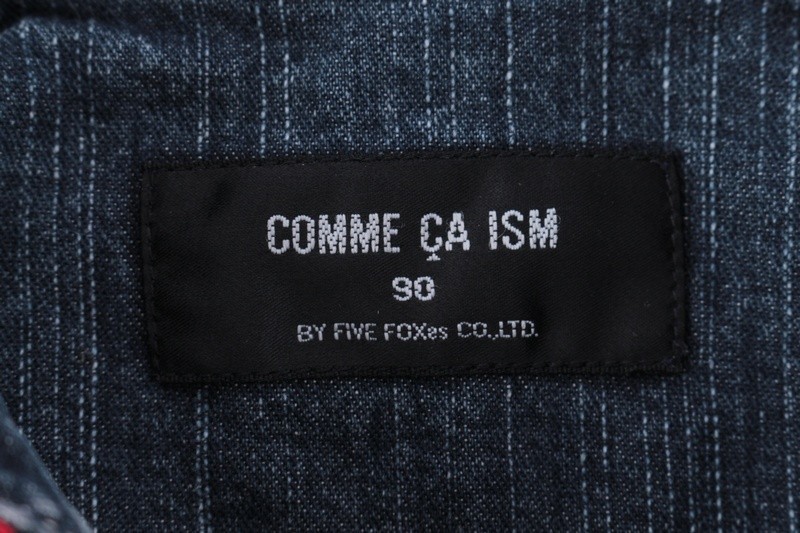 COMME ÇA ISM
90
BY FIVE FOXes CO.,LTD.